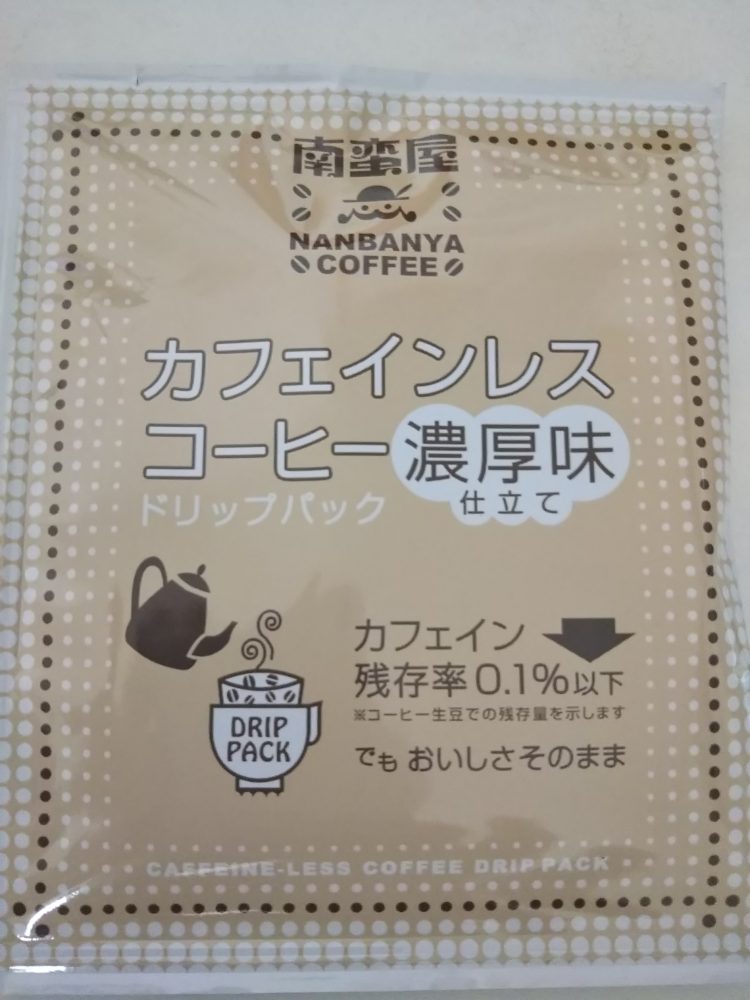 南蛮屋
NANBANYA
COFFEE
カフェインレス
コーヒー 濃厚味
仕立て
ドリップパック
DRIP
PACK
カフェイン
残存率0.1%以下
※コーヒー生豆での残存量を示します
でも おいしさそのまま
CAFFEINE-LESS COFFEE DRIP PACK